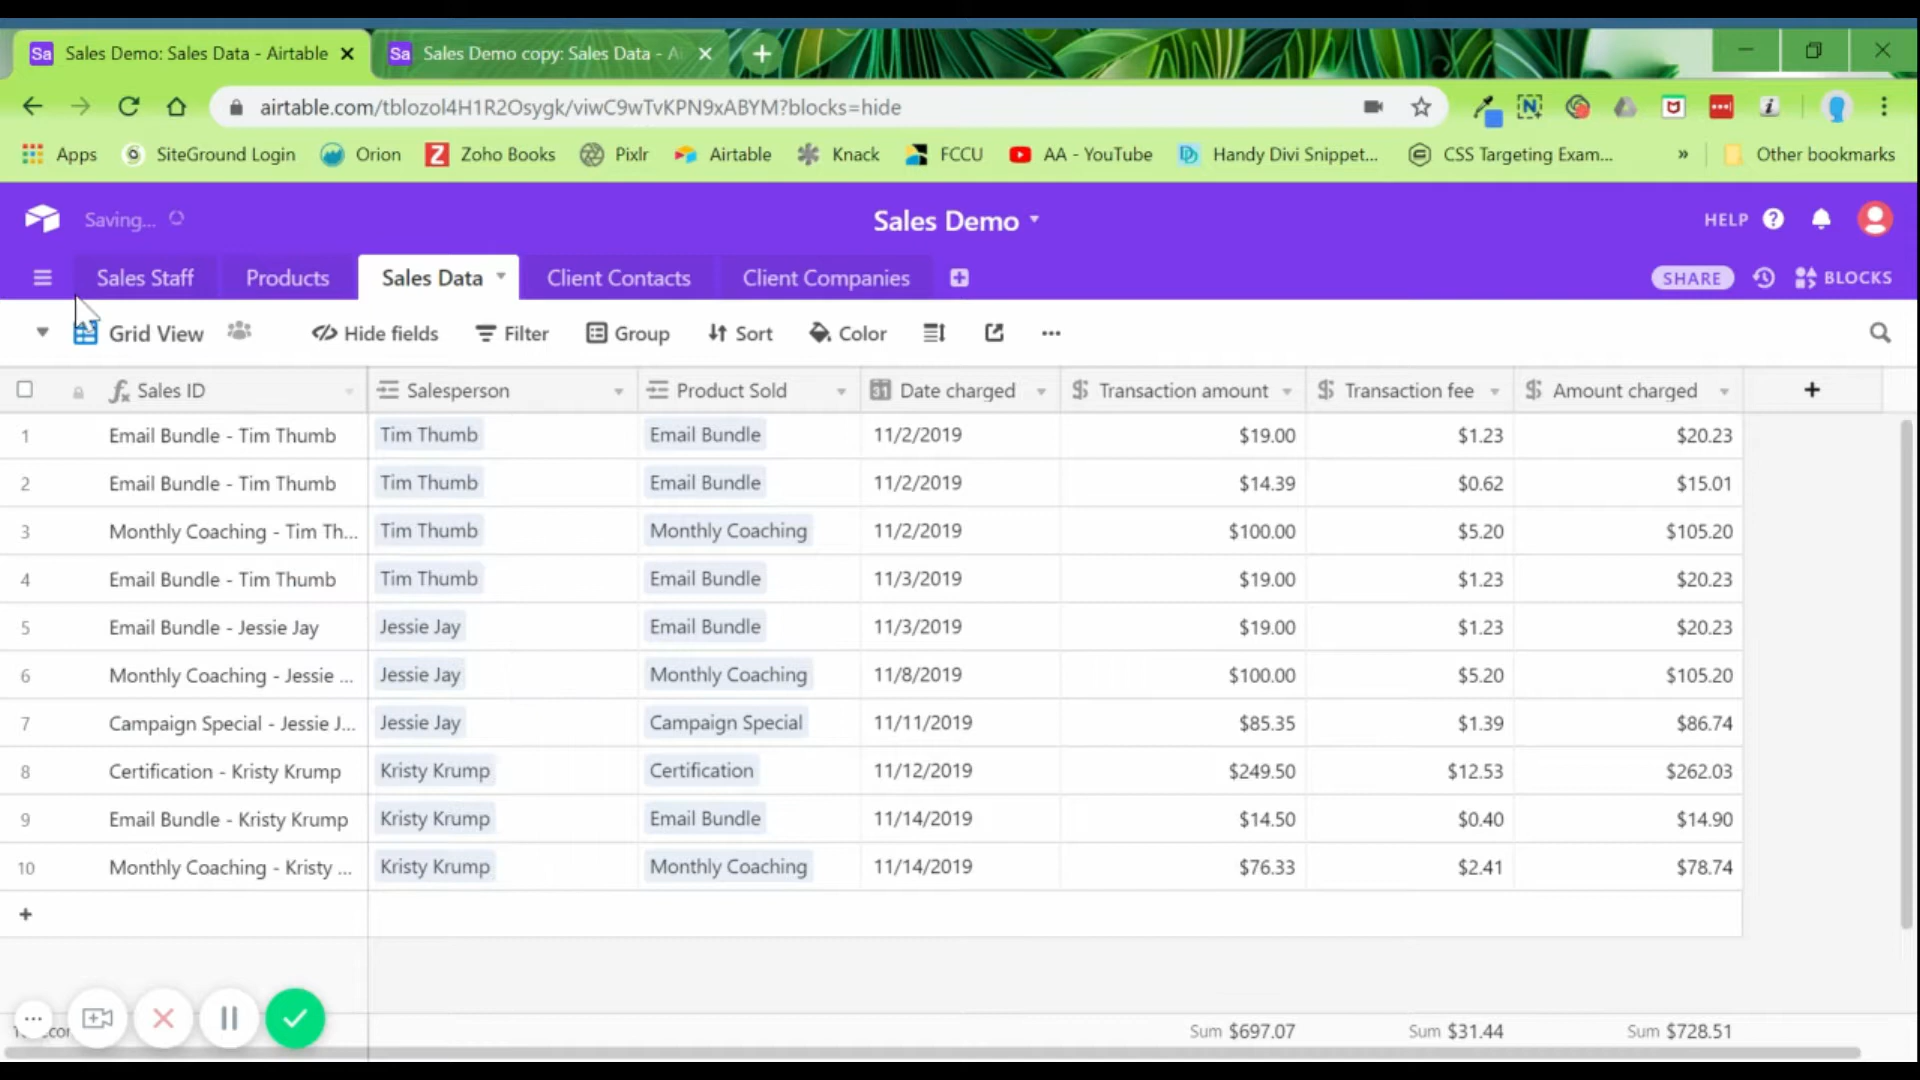 Sa Sales Demo: Sales Data - Airtable
Sa Sales Demo copy: Sales Data - Ai
airtable.com/tblozol4H1R2Osygk/viwC9wTvKPN9xABYM?blocks=hide
Apps SiteGround Login Orion Zoho Books Pixlr Airtable Knack FCCU AA - YouTube Handy Divi Snippet... CSS Targeting Exam... » Other bookmarks
Saving... Sales Demo HELP ?
Sales Staff Products Sales Data Client Contacts Client Companies SHARE BLOCKS
Grid View Hide fields Filter Group Sort Color
Sales ID Salesperson Product Sold Date charged Transaction amount Transaction fee Amount charged
1 Email Bundle - Tim Thumb Tim Thumb Email Bundle 11/2/2019 $19.00 $1.23 $20.23
2 Email Bundle - Tim Thumb Tim Thumb Email Bundle 11/2/2019 $14.39 $0.62 $15.01
3 Monthly Coaching - Tim Th... Tim Thumb Monthly Coaching 11/2/2019 $100.00 $5.20 $105.20
4 Email Bundle - Tim Thumb Tim Thumb Email Bundle 11/3/2019 $19.00 $1.23 $20.23
5 Email Bundle - Jessie Jay Jessie Jay Email Bundle 11/3/2019 $19.00 $1.23 $20.23
6 Monthly Coaching - Jessie ... Jessie Jay Monthly Coaching 11/8/2019 $100.00 $5.20 $105.20
7 Campaign Special - Jessie J... Jessie Jay Campaign Special 11/11/2019 $85.35 $1.39 $86.74
8 Certification - Kristy Krump Kristy Krump Certification 11/12/2019 $249.50 $12.53 $262.03
9 Email Bundle - Kristy Krump Kristy Krump Email Bundle 11/14/2019 $14.50 $0.40 $14.90
10 Monthly Coaching - Kristy ... Kristy Krump Monthly Coaching 11/14/2019 $76.33 $2.41 $78.74
Sum $697.07 Sum $31.44 Sum $728.51